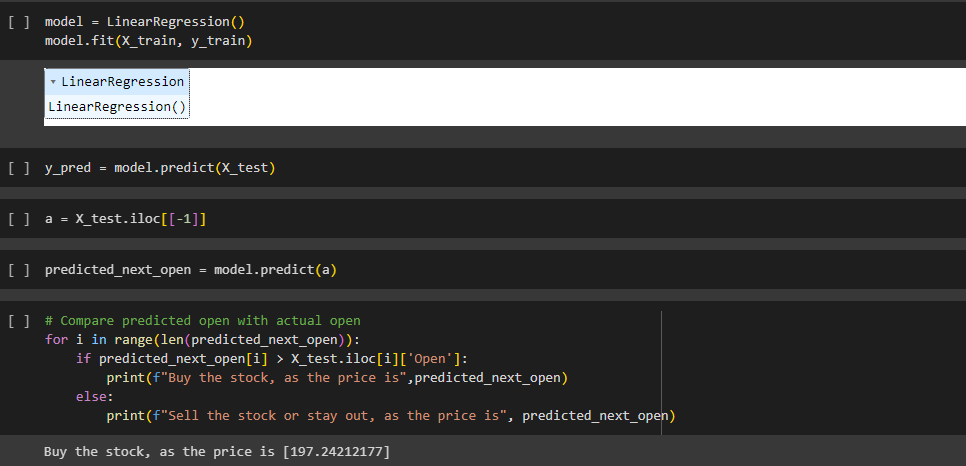 [ ] model = LinearRegression()
model.fit(X_train, y_train)
▾ LinearRegression
LinearRegression()
[ ] y_pred = model.predict(X_test)
[ ] a = X_test.iloc[[-1]]
[ ] predicted_next_open = model.predict(a)
[ ] # Compare predicted open with actual open
for i in range(len(predicted_next_open)):
    if predicted_next_open[i] > X_test.iloc[i]['Open']:
        print(f"Buy the stock, as the price is",predicted_next_open)
    else:
        print(f"Sell the stock or stay out, as the price is", predicted_next_open)
Buy the stock, as the price is [197.24212177]